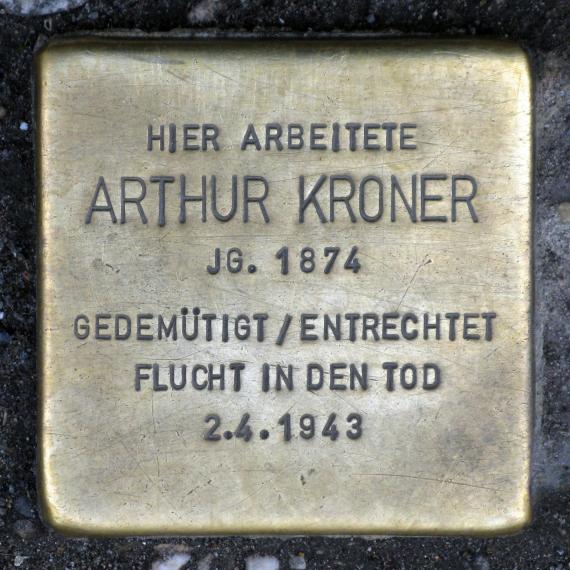 HIER ARBEITETE
ARTHUR KRONER
JG. 1874
GEDEMÜTIGT / ENTRECHTET
FLUCHT IN DEN TOD
2.4.1943